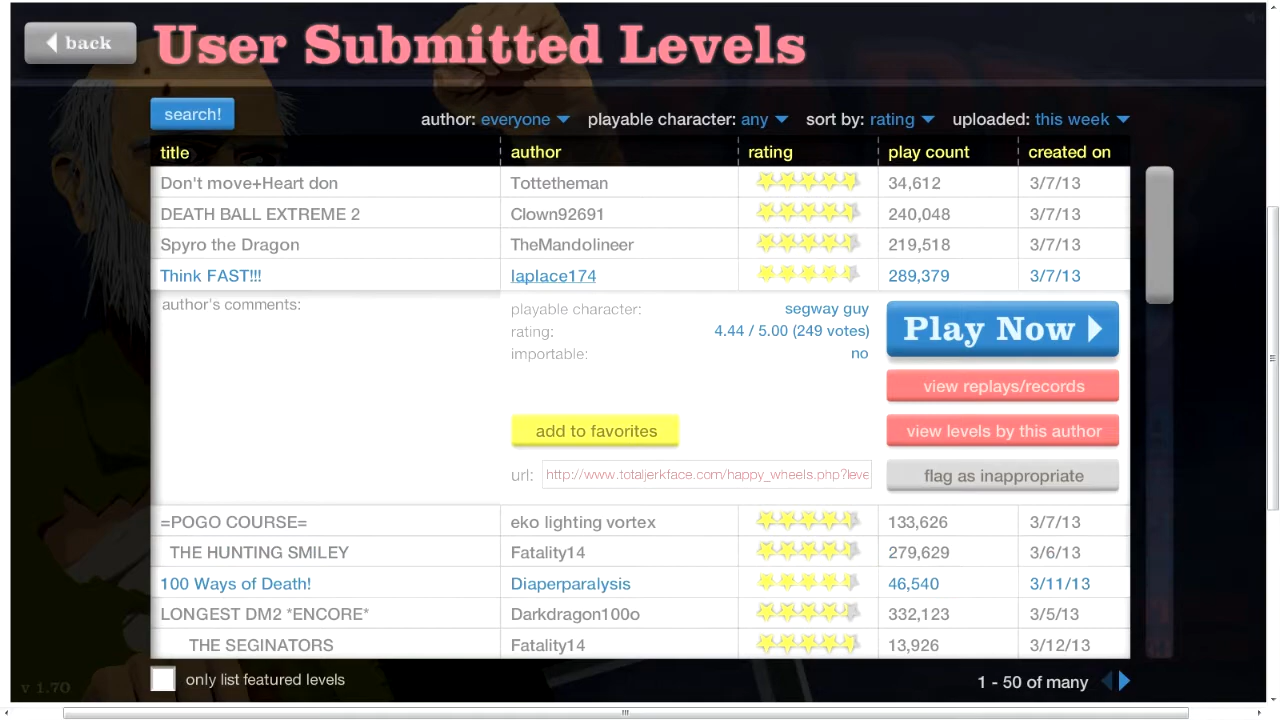 back
User Submitted Levels
search!
author: everyone playable character: any sort by: rating uploaded: this week
title author rating play count created on
Don't move+Heart don Tottetheman 34,612 3/7/13
DEATH BALL EXTREME 2 Clown92691 240,048 3/7/13
Spyro the Dragon TheMandolineer 219,518 3/7/13
Think FAST!!! laplace174 289,379 3/7/13
author's comments:
playable character: segway guy
rating: 4.44 / 5.00 (249 votes)
importable: no
Play Now
view replays/records
add to favorites
view levels by this author
url: http://www.totaljerkface.com/happy_wheels.php?leve
flag as inappropriate
=POGO COURSE= eko lighting vortex 133,626 3/7/13
THE HUNTING SMILEY Fatality14 279,629 3/6/13
100 Ways of Death! Diaperparalysis 46,540 3/11/13
LONGEST DM2 *ENCORE* Darkdragon100o 332,123 3/5/13
THE SEGINATORS Fatality14 13,926 3/12/13
only list featured levels
1 - 50 of many
v 1.70